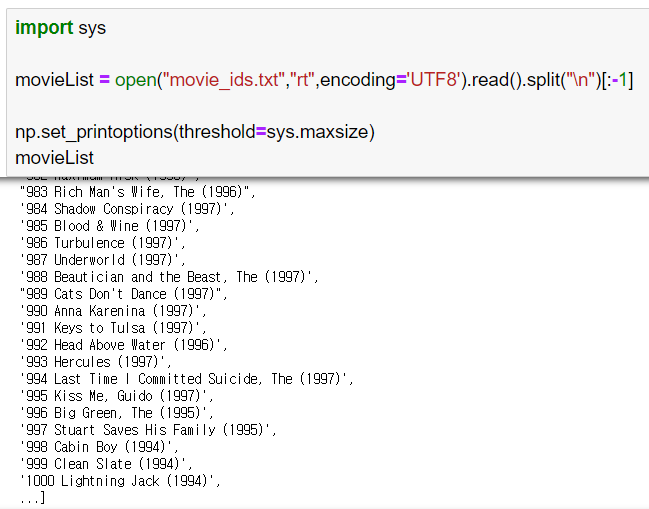 import sys
movieList = open("movie_ids.txt","rt",encoding='UTF8').read().split("\n")[:-1]
np.set_printoptions(threshold=sys.maxsize)
movieList
"983 Rich Man's Wife, The (1996)",
'984 Shadow Conspiracy (1997)',
'985 Blood & Wine (1997)',
'986 Turbulence (1997)',
'987 Underworld (1997)',
'988 Beautician and the Beast, The (1997)',
"989 Cats Don't Dance (1997)",
'990 Anna Karenina (1997)',
'991 Keys to Tulsa (1997)',
'992 Head Above Water (1996)',
'993 Hercules (1997)',
'994 Last Time I Committed Suicide, The (1997)',
'995 Kiss Me, Guido (1997)',
'996 Big Green, The (1995)',
'997 Stuart Saves His Family (1995)',
'998 Cabin Boy (1994)',
'999 Clean Slate (1994)',
'1000 Lightning Jack (1994)',
...]